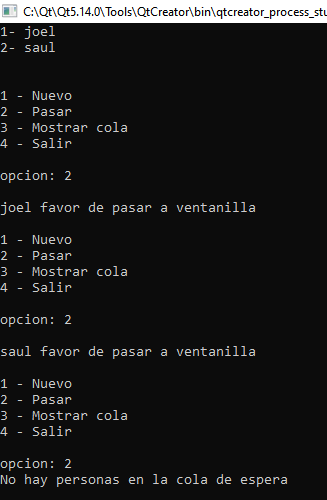 C:\Qt\Qt5.14.0\Tools\QtCreator\bin\qtcreator_process_stu
1- joel
2- saul
1 - Nuevo
2 - Pasar
3 - Mostrar cola
4 - Salir
opcion: 2
joel favor de pasar a ventanilla
1 - Nuevo
2 - Pasar
3 - Mostrar cola
4 - Salir
opcion: 2
saul favor de pasar a ventanilla
1 - Nuevo
2 - Pasar
3 - Mostrar cola
4 - Salir
opcion: 2
No hay personas en la cola de espera